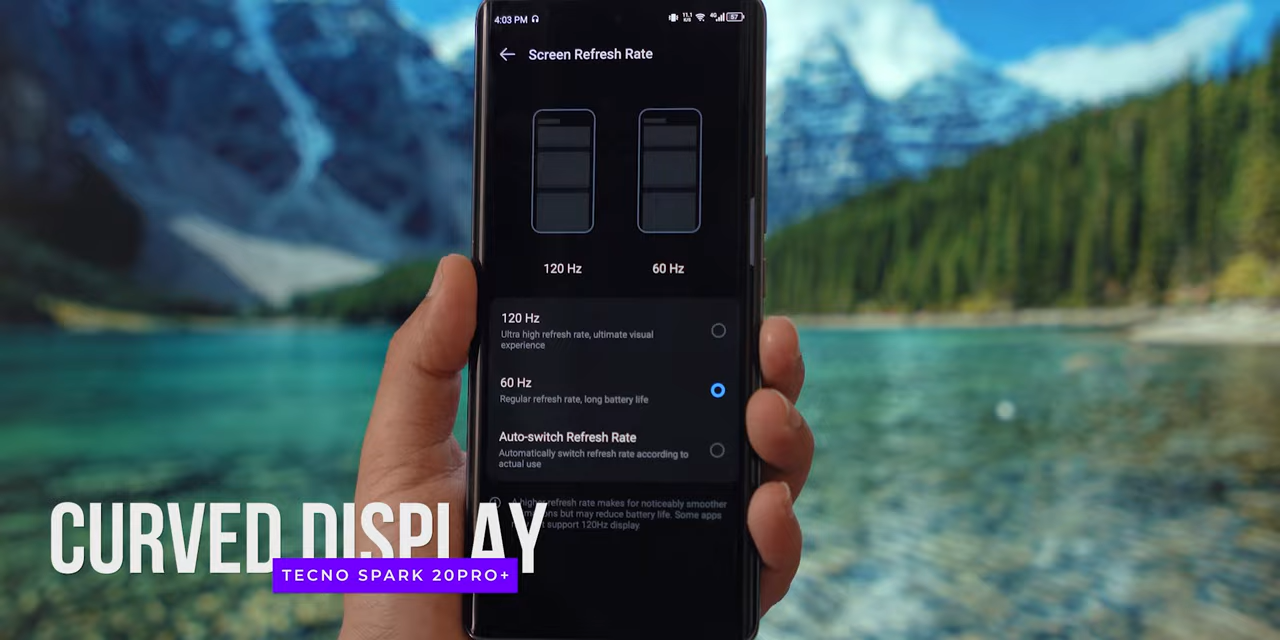 4:03 PM
4G 57
Screen Refresh Rate
120 Hz 60 Hz
120 Hz
Ultra high refresh rate, ultimate visual
experience
60 Hz
Regular refresh rate, long battery life
Auto-switch Refresh Rate
Automatically switch refresh rate according to
actual use
A higher refresh rate makes for noticeably smoother
but may reduce battery life. Some apps
support 120Hz display
CURVED DISPLAY
TECNO SPARK 20PRO+